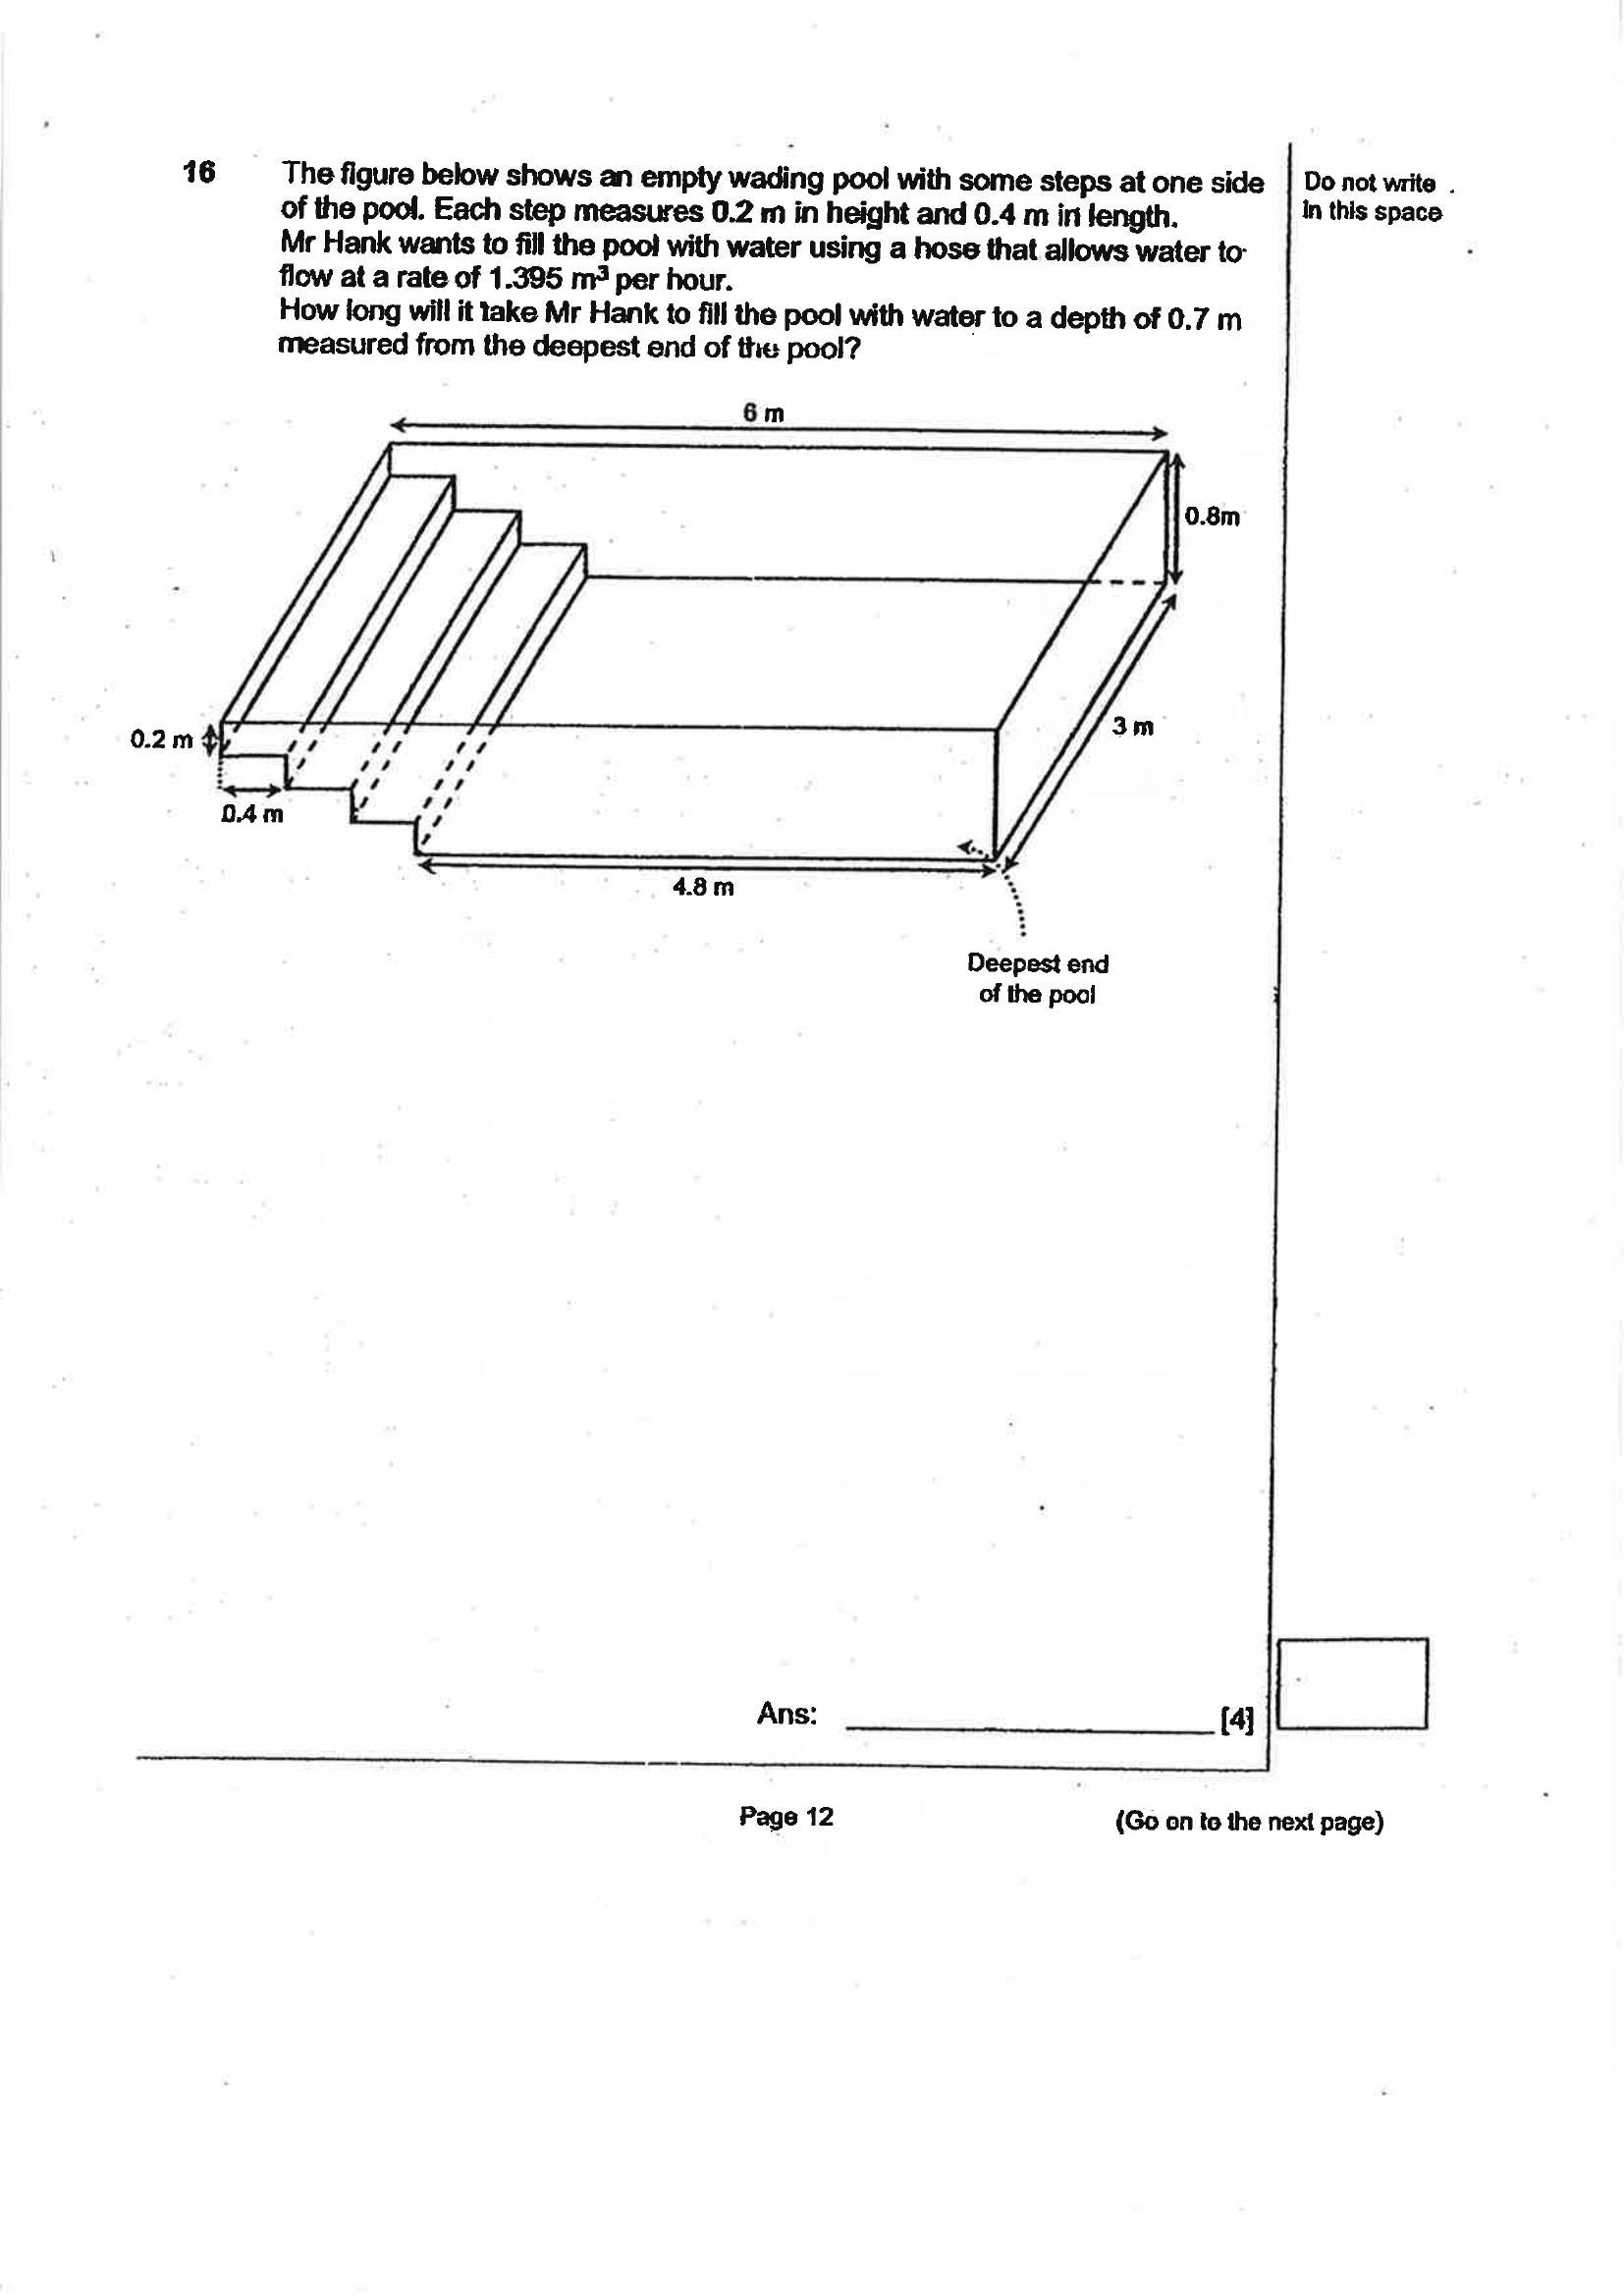 16 The figure below shows an empty wading pool with some steps at one side
of the pool. Each step measures 0.2 m in height and 0.4 m in length.
Mr Hank wants to fill the pool with water using a hose that allows water to
flow at a rate of 1.395 m³ per hour.
How long will it take Mr Hank to fill the pool with water to a depth of 0.7 m
measured from the deepest end of the pool?
Do not write
in this space
6 m
0.8m
3 m
0.2 m
0.4 m
4.8 m
Deepest end
of the pool
Ans: [4]
Page 12
(Go on to the next page)